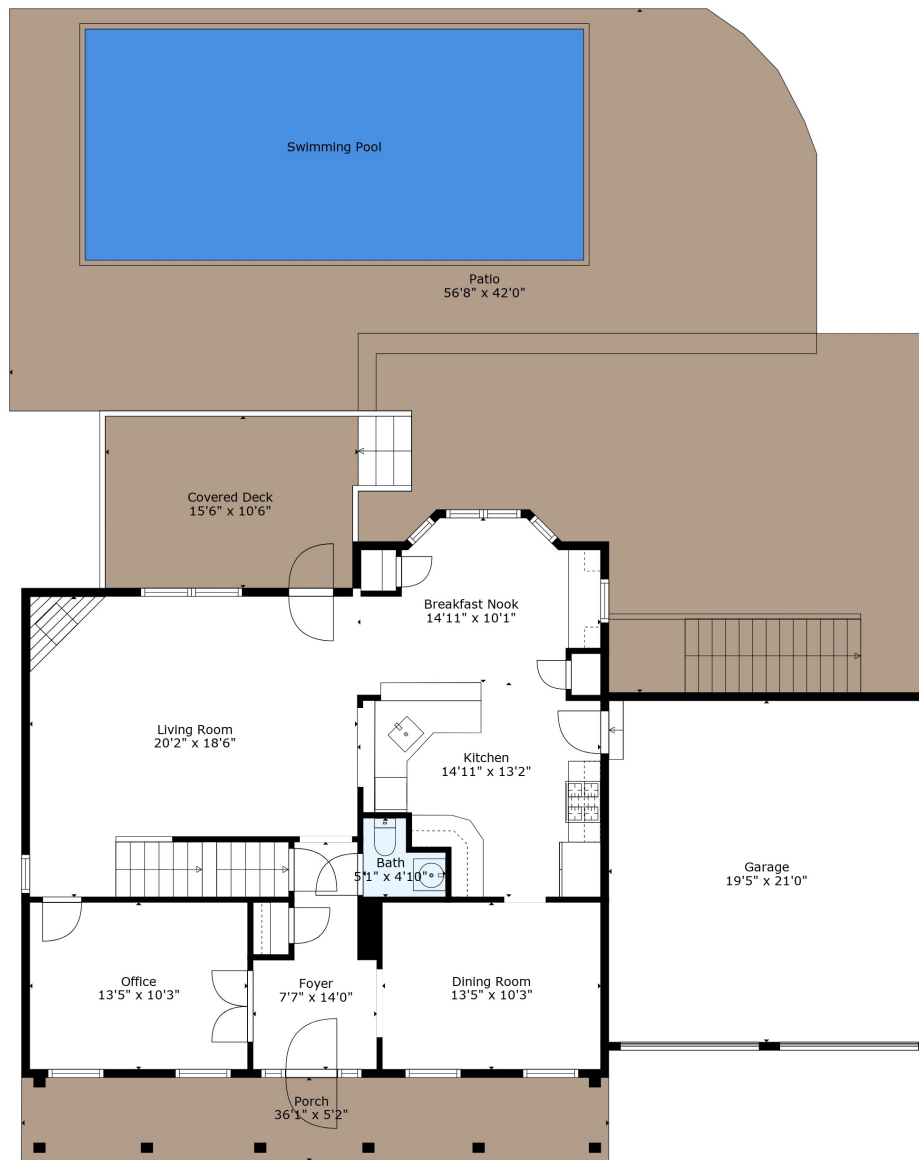 Swimming Pool
Patio
56'8" x 42'0"
Covered Deck
15'6" x 10'6"
Breakfast Nook
14'11" x 10'1"
Living Room
20'2" x 18'6"
Kitchen
14'11" x 13'2"
Bath
5'1" x 4'10"
Garage
19'5" x 21'0"
Office
13'5" x 10'3"
Foyer
7'7" x 14'0"
Dining Room
13'5" x 10'3"
Porch
36'1" x 5'2"